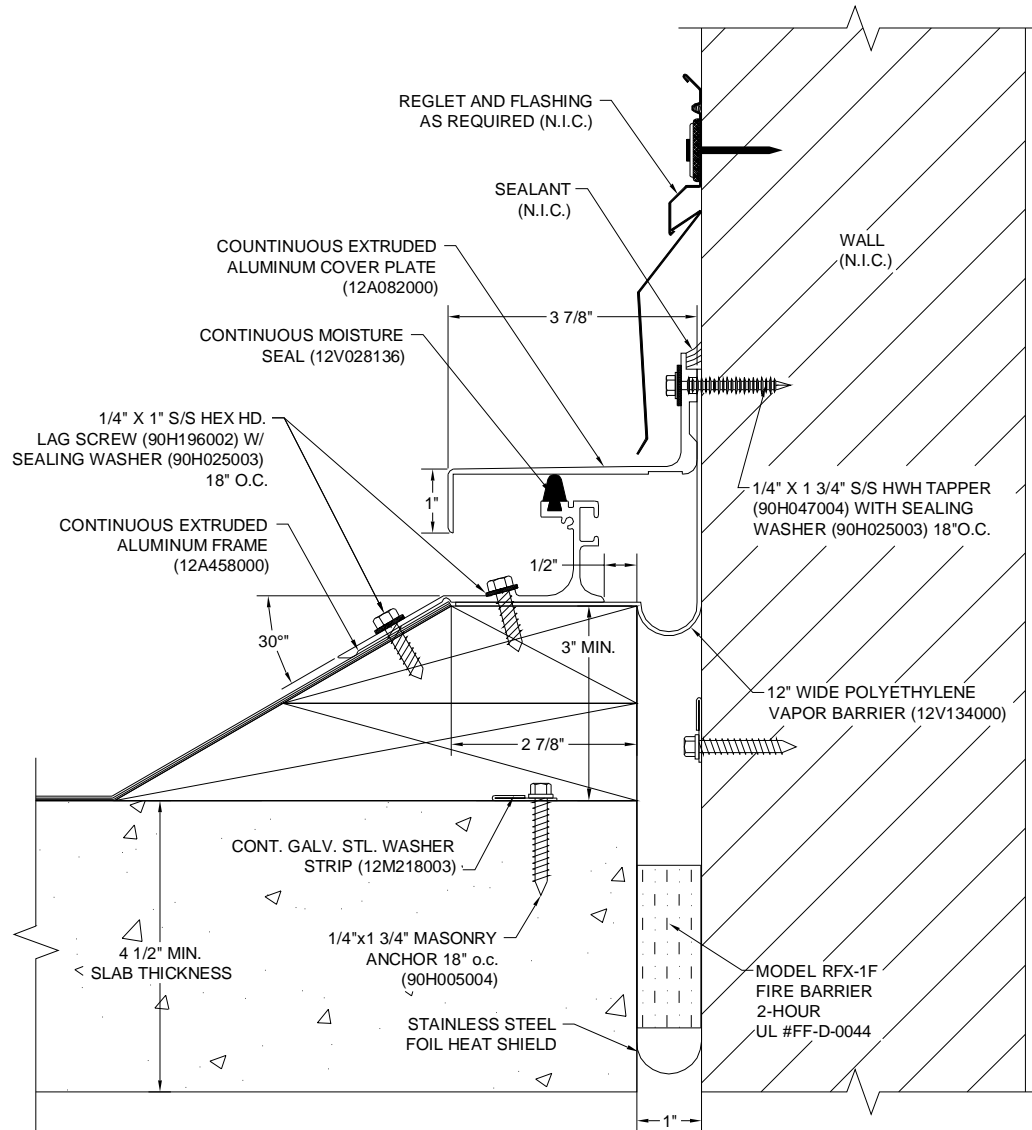 REGLET AND FLASHING
AS REQUIRED (N.I.C.)
SEALANT
(N.I.C.)
WALL
(N.I.C.)
COUNTINUOUS EXTRUDED
ALUMINUM COVER PLATE
(12A082000)
3 7/8"
CONTINUOUS MOISTURE
SEAL (12V028136)
1/4" X 1" S/S HEX HD.
LAG SCREW (90H196002) W/
SEALING WASHER (90H025003)
18" O.C.
1"
1/4" X 1 3/4" S/S HWH TAPPER
(90H047004) WITH SEALING
WASHER (90H025003) 18"O.C.
CONTINUOUS EXTRUDED
ALUMINUM FRAME
(12A458000)
1/2"
30°"
3" MIN.
12" WIDE POLYETHYLENE
VAPOR BARRIER (12V134000)
2 7/8"
CONT. GALV. STL. WASHER
STRIP (12M218003)
1/4"x1 3/4" MASONRY
ANCHOR 18" o.c.
(90H005004)
4 1/2" MIN.
SLAB THICKNESS
MODEL RFX-1F
FIRE BARRIER
2-HOUR
UL #FF-D-0044
STAINLESS STEEL
FOIL HEAT SHIELD
1"